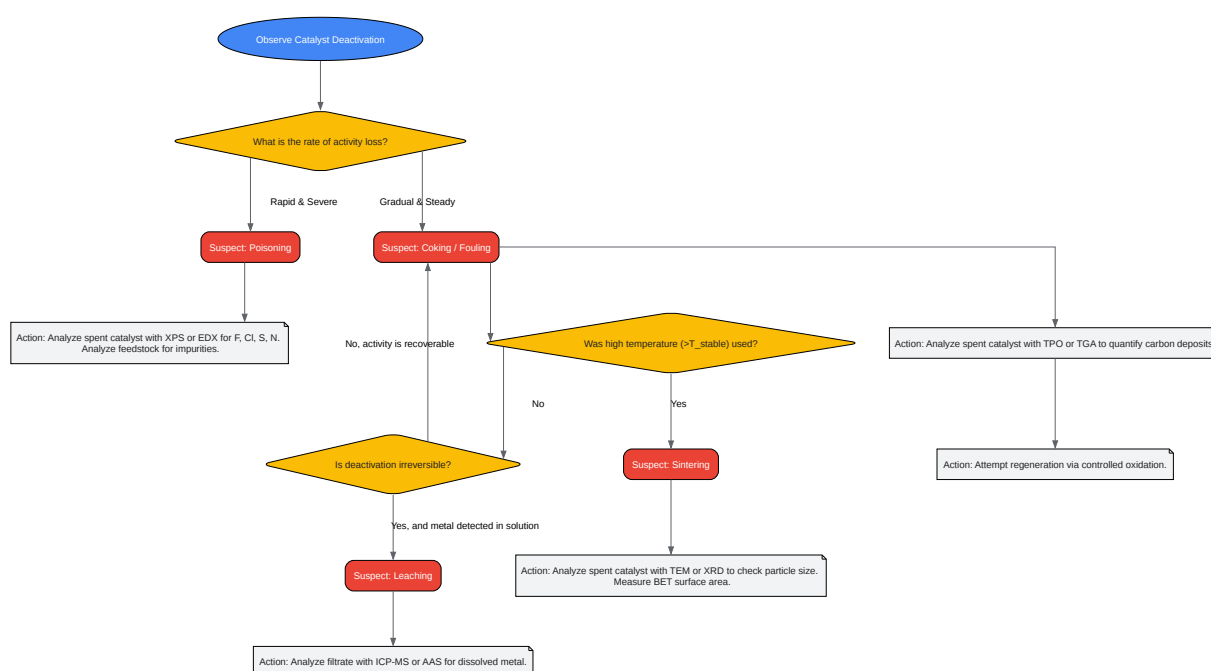 Observe Catalyst Deactivation
What is the rate of activity loss?
Rapid & Severe
Gradual & Steady
Suspect: Poisoning
Suspect: Coking / Fouling
Action: Analyze spent catalyst with XPS or EDX for F, Cl, S, N.
Analyze feedstock for impurities.
No, activity is recoverable
Was high temperature (>T_stable) used?
Action: Analyze spent catalyst with TPO or TGA to quantify carbon deposits
No
Yes
Is deactivation irreversible?
Suspect: Sintering
Action: Attempt regeneration via controlled oxidation.
Yes, and metal detected in solution
Suspect: Leaching
Action: Analyze spent catalyst with TEM or XRD to check particle size.
Measure BET surface area.
Action: Analyze filtrate with ICP-MS or AAS for dissolved metal.